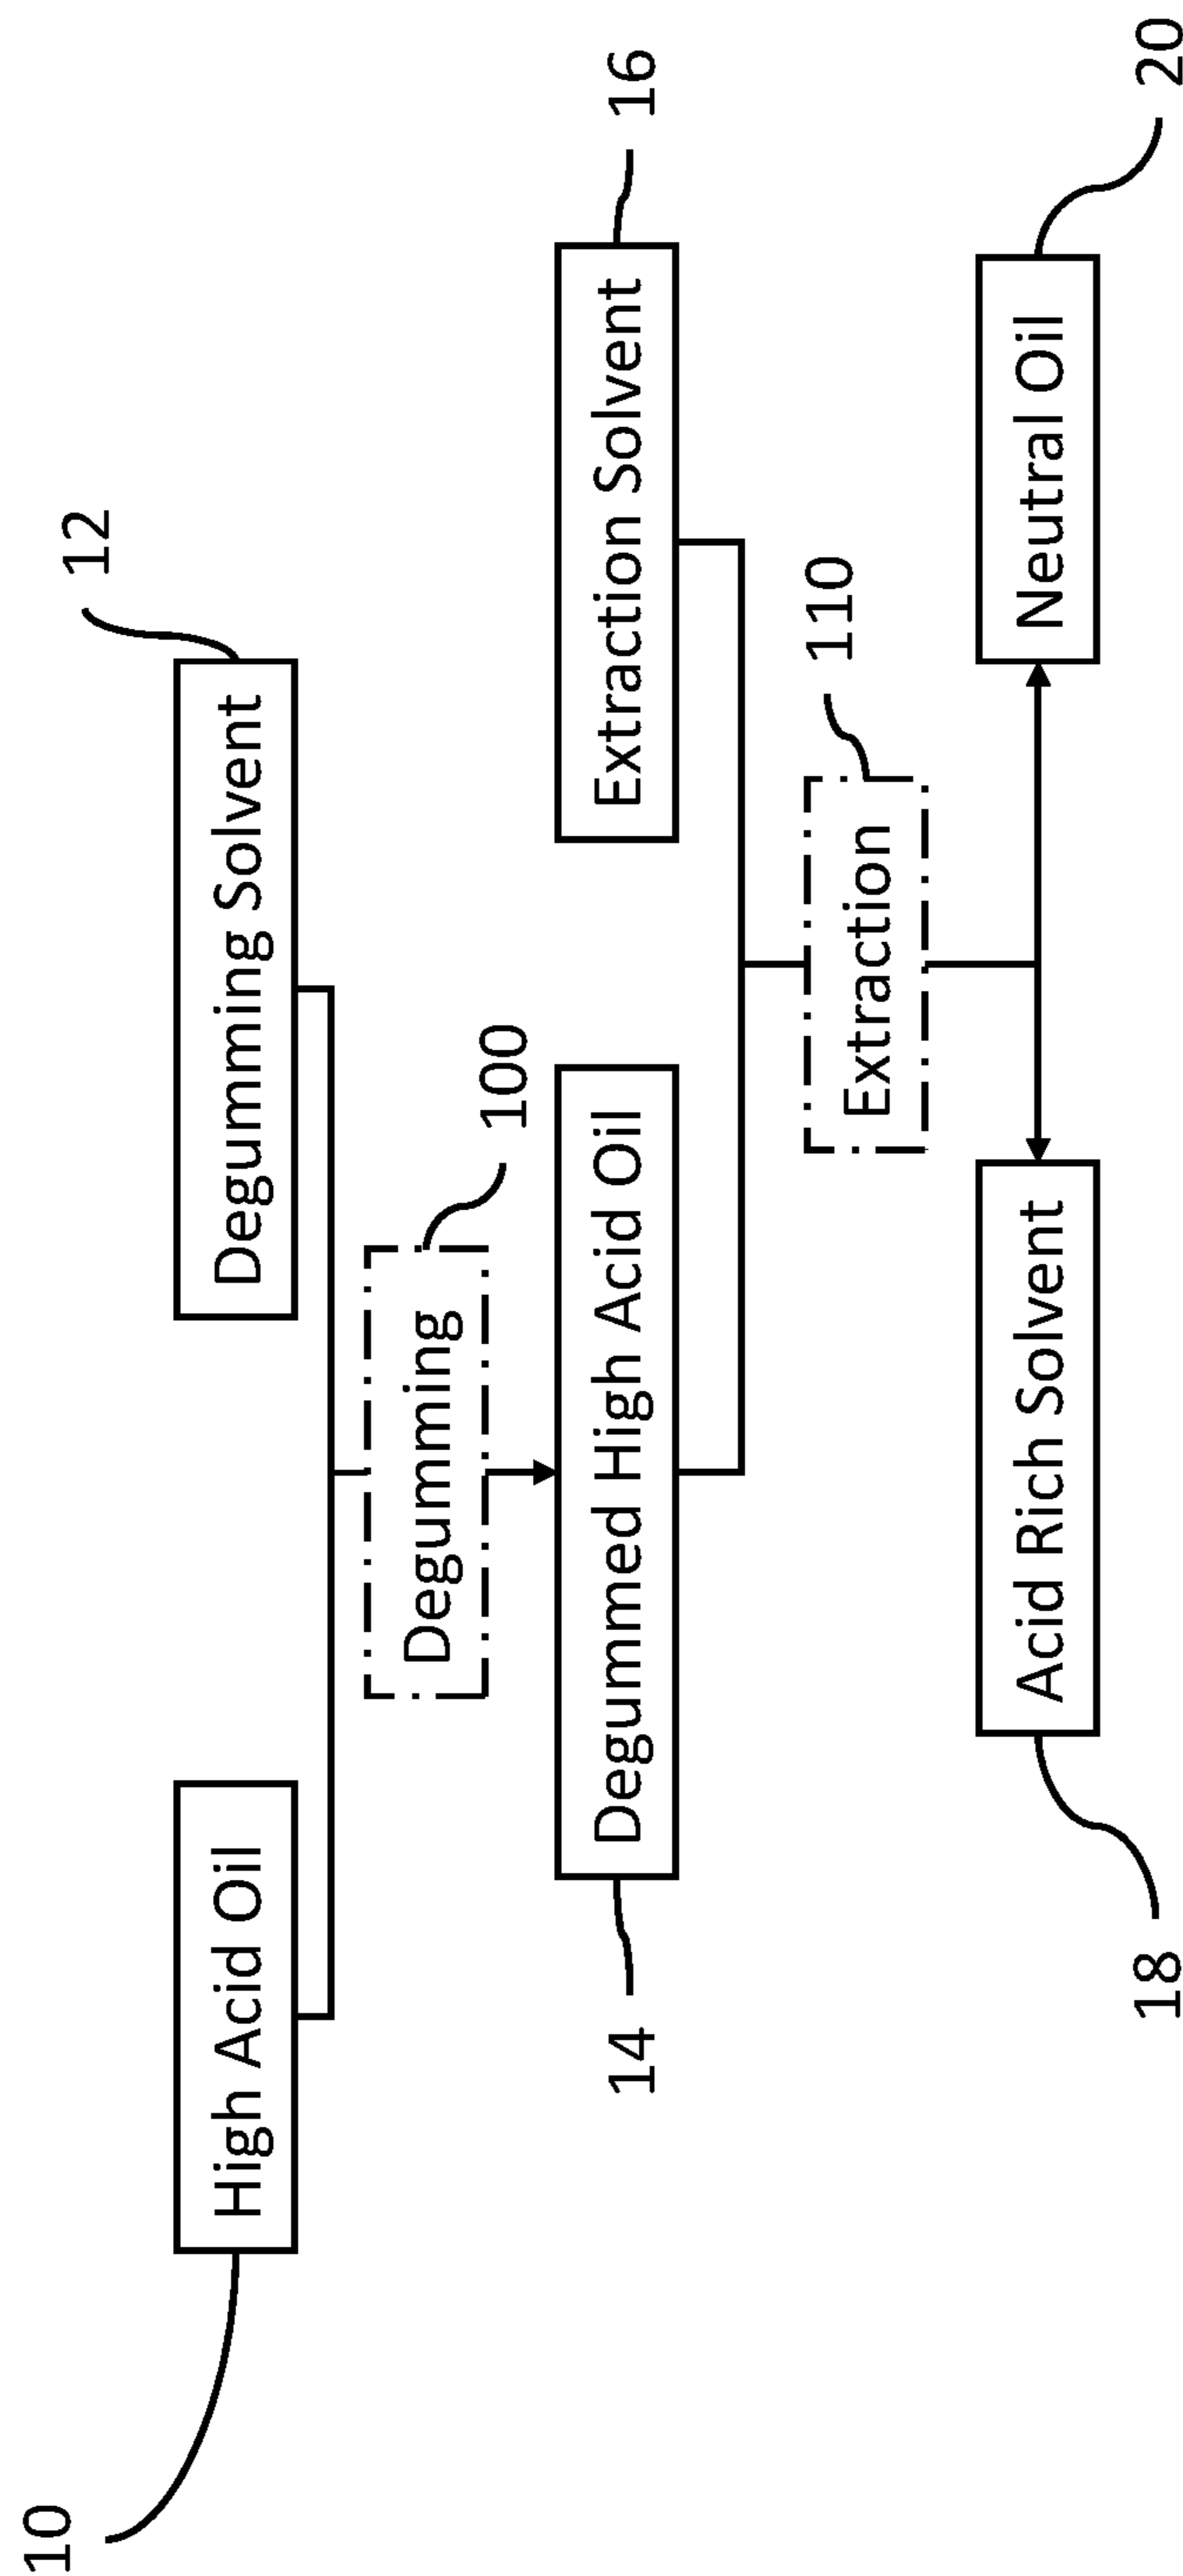 10
High Acid Oil
Degumming Solvent
12
Degumming
100
14
Degummed High Acid Oil
Extraction Solvent
16
Extraction
110
18
Acid Rich Solvent
Neutral Oil
20